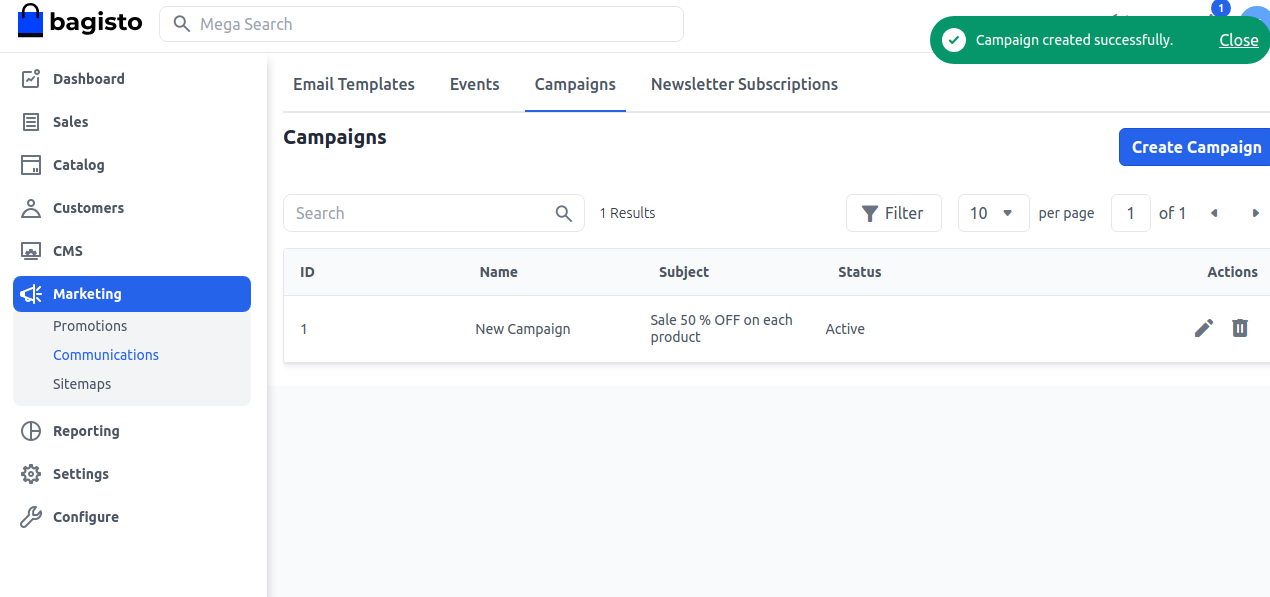 bagisto
Mega Search
1
Campaign created successfully.
Close
Dashboard
Sales
Catalog
Customers
CMS
Marketing
Promotions
Communications
Sitemaps
Reporting
Settings
Configure
Email Templates
Events
Campaigns
Newsletter Subscriptions
Campaigns
Create Campaign
Search
1 Results
Filter
10
per page
1
of 1
ID
Name
Subject
Status
Actions
1
New Campaign
Sale 50 % OFF on each
product
Active